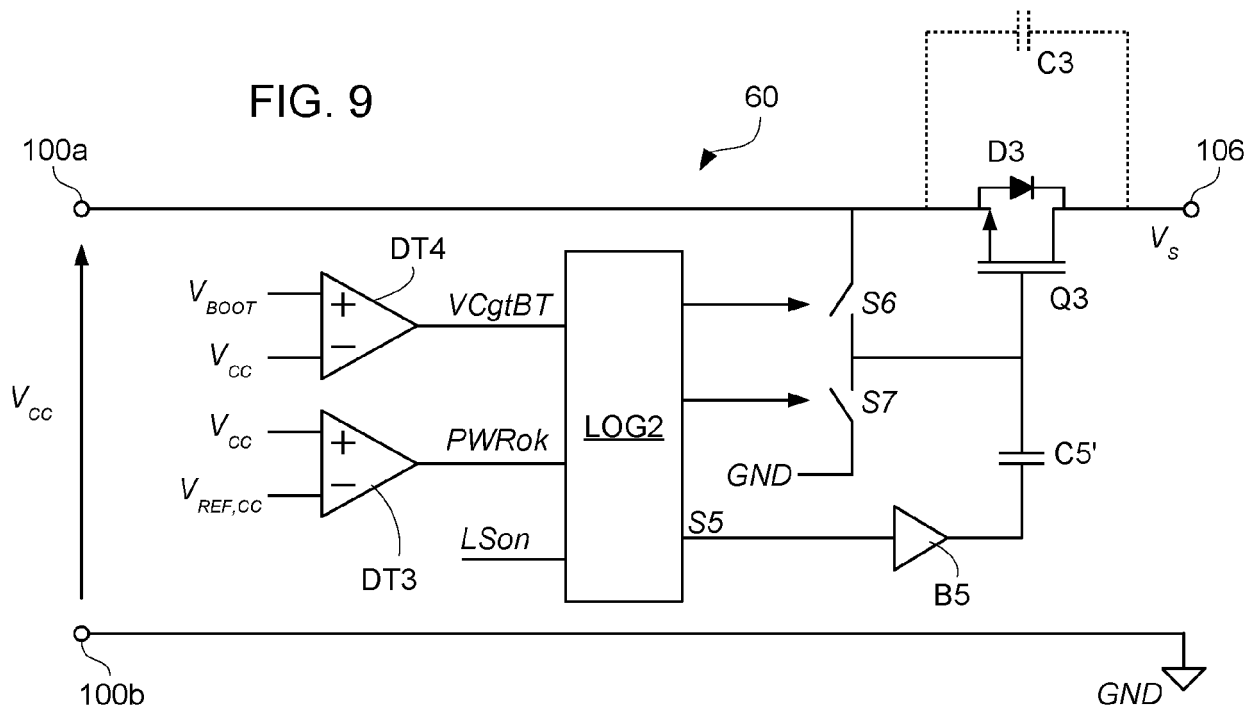 FIG. 9
60
C3
100a
D3
106
V_S
DT4
V_BOOT
+
VCgtBT
S6
Q3
−
V_CC
V_CC
S7
LOG2
V_CC
+
PWRok
C5'
−
V_REF,CC
GND
LSon
S5
DT3
B5
100b
GND